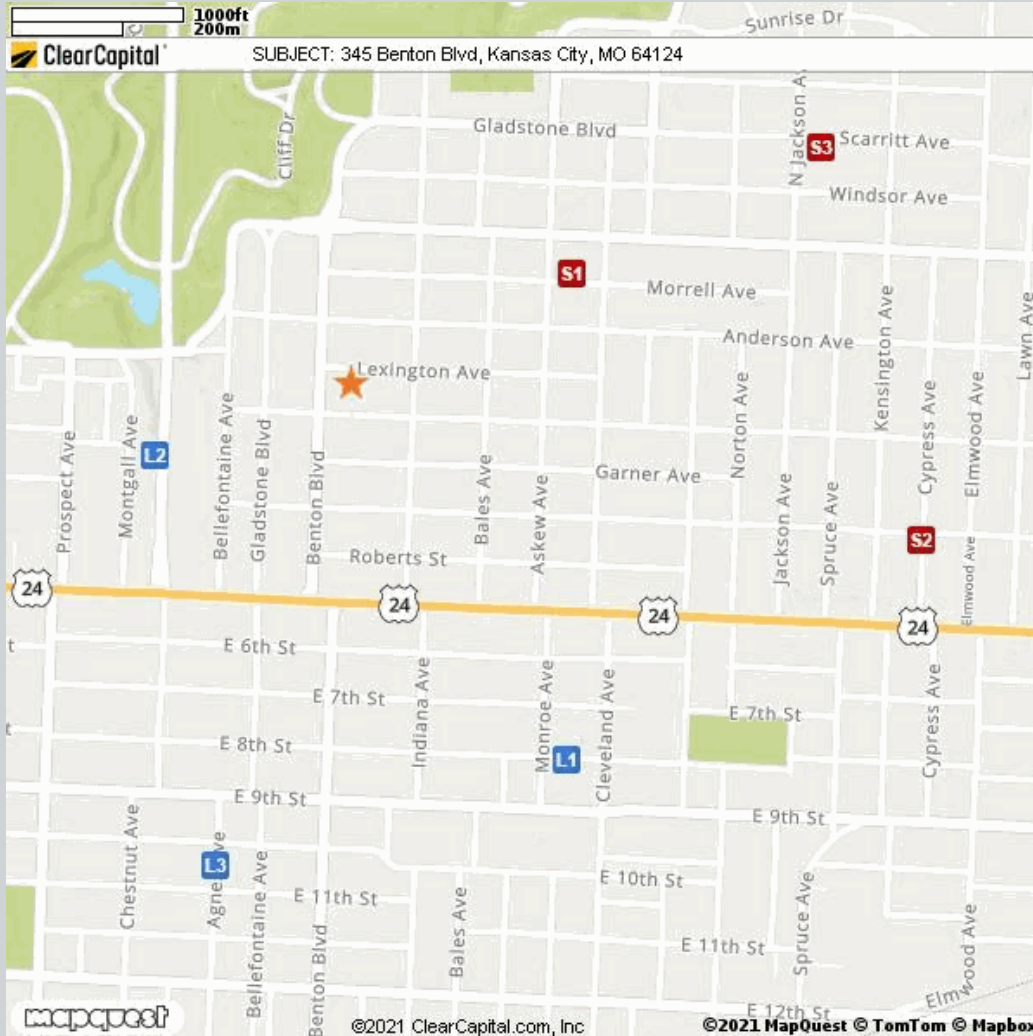 1000ft
200m
ClearCapital
SUBJECT: 345 Benton Blvd, Kansas City, MO 64124
Sunrise Dr
Gladstone Blvd
Cliff Dr
N Jackson A
S3
Scarritt Ave
Windsor Ave
S1
Morrell Ave
Anderson Ave
Kensington Ave
Lawn Ave
Lexington Ave
Norton Ave
Cypress Ave
Elmwood Ave
Bellefontaine Ave
Gladstone Blvd
Prospect Ave
Montgall Ave
L2
Benton Blvd
Bales Ave
Askew Ave
Garner Ave
Jackson Ave
Spruce Ave
S2
Elmwood Ave
Roberts St
24
24
24
24
t
E 6th St
E 7th St
Indiana Ave
Monroe Ave
Cleveland Ave
E 7th St
Cypress Ave
t
E 8th St
L1
E 9th St
E 9th St
Chestnut Ave
L3
Agne ve
Bellefontaine Ave
E 10th St
E 11th St
Bales Ave
Spruce Ave
Benton Blvd
E 11th St
Elmwood Ave
Elmwo
E 12th St
mapquest
©2021 ClearCapital.com, Inc
©2021 MapQuest © TomTom © Mapbo